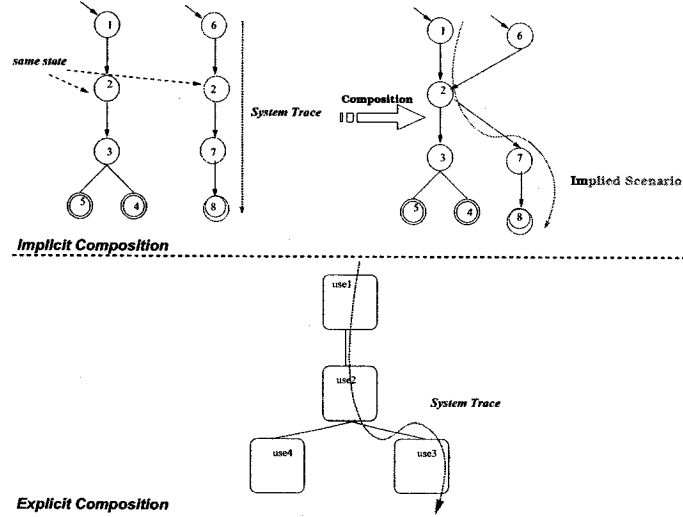 1
6
1
6
same state
2
2
System Trace
Composition
2
3
7
3
7
Implied Scenario
5
4
8
5
4
8
Implicit Composition
use1
use2
System Trace
use4
use3
Explicit Composition